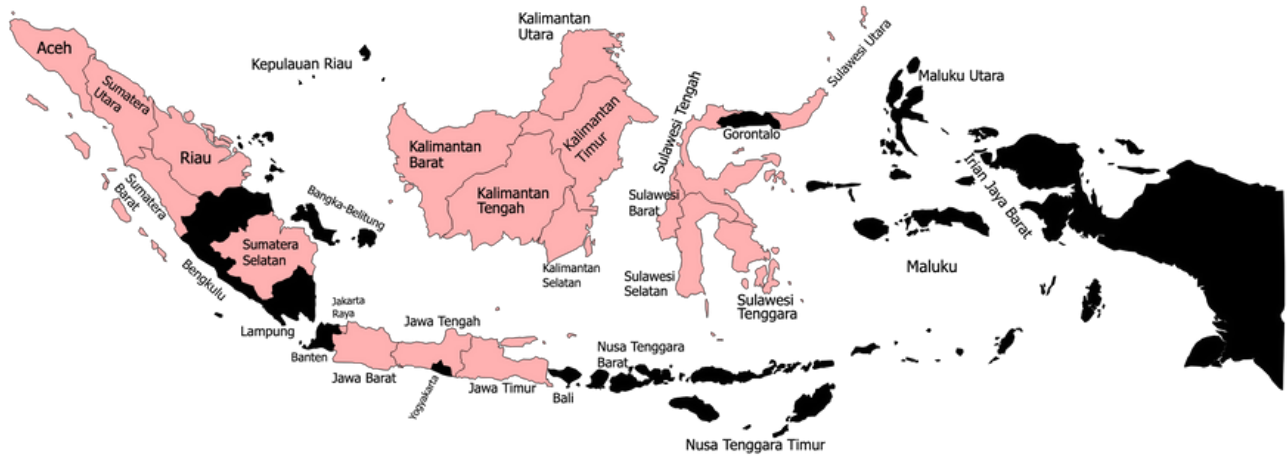 Aceh
Sumatera
Utara
Riau
Kepulauan Riau
Sumatera
Barat
Bangka-Belitung
Sumatera
Selatan
Bengkulu
Lampung
Jakarta
Raya
Banten
Jawa Barat
Jawa Tengah
Yogyakarta
Jawa Timur
Bali
Nusa Tenggara
Barat
Nusa Tenggara Timur
Kalimantan
Utara
Kalimantan
Barat
Kalimantan
Tengah
Kalimantan
Timur
Kalimantan
Selatan
Sulawesi Tengah
Sulawesi Utara
Gorontalo
Sulawesi
Barat
Sulawesi
Selatan
Sulawesi
Tenggara
Maluku Utara
Maluku
Irian Jaya Barat